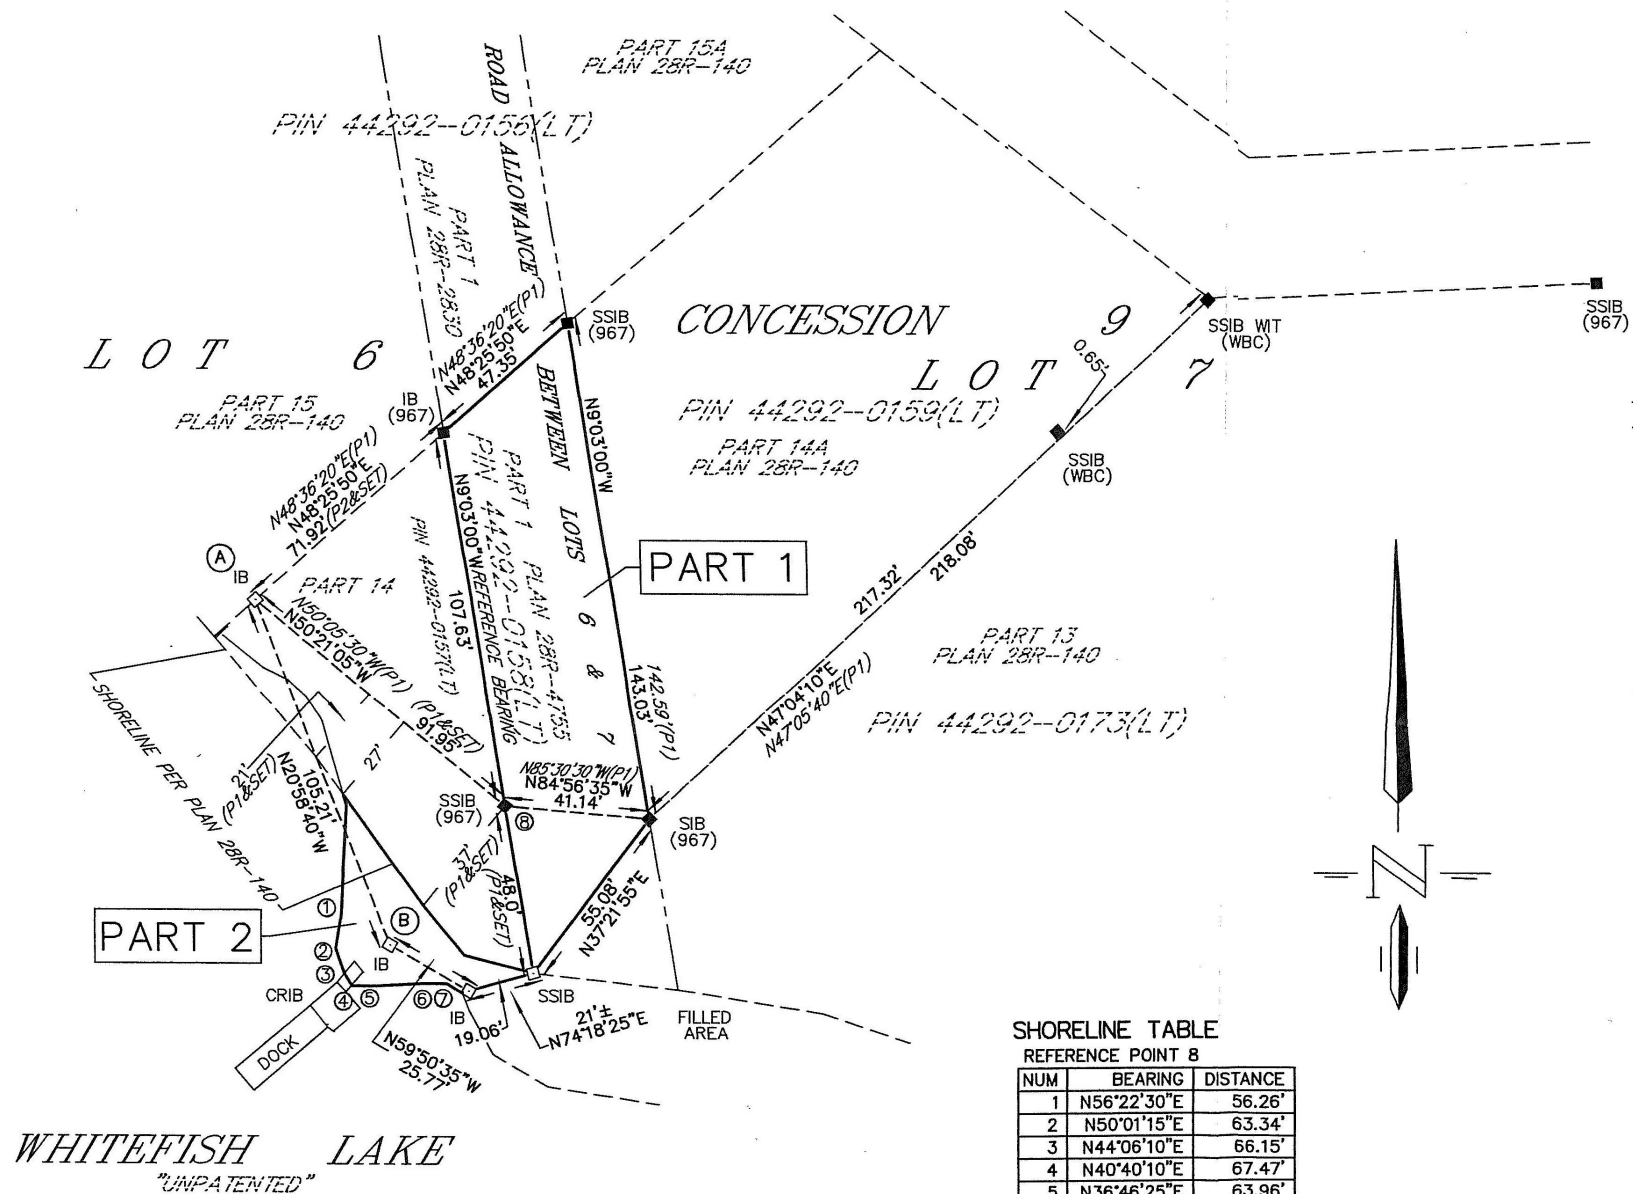 PART 15A
PLAN 28R-140
ROAD ALLOWANCE
PIN 44292-0156(LT)
PART 1
PLAN 28R-2830
CONCESSION 9
LOT 6
LOT 7
SSIB
(967)
SSIB WIT
(WBC)
SSIB
(967)
N48°36'20"E(P1)
N48°25'50"E
47.35'
IB
(967)
PART 15
PLAN 28R-140
0.65'
PIN 44292-0159(LT)
PART 14A
PLAN 28R-140
SSIB
(WBC)
BETWEEN LOTS 6 & 7
N9°03'00"W
N48°36'20"E(P1)
N48°25'50"E
71.92'(P2&SET)
PART 1 PLAN 28R-4755
PIN 44292-0158(LT)
N9°03'00"W REFERENCE BEARING
107.63'
PIN 44292-0157(LT)
PART 1
A
IB
PART 14
N50°05'30"W(P1)
N50°21'05"W
(P1&SET)
91.95'
217.32'
218.08'
PART 13
PLAN 28R-140
142.59'(P1)
143.03'
N47°04'10"E
N47°05'40"E(P1)
PIN 44292-0173(LT)
SHORELINE PER PLAN 28R-140
21'
(P1&SET)
27'
105.21'
N20°58'40"W
N85°30'30"W(P1)
N84°56'35"W
41.14'
SSIB
(967)
8
SIB
(967)
37'
(P1&SET)
48.0'
(P1&SET)
55.08'
N37°21'55"E
N
PART 2
1
2
3
4
5
6
7
B
IB
CRIB
DOCK
IB
SSIB
19.06'
21'±
N74°18'25"E
N59°50'35"W
25.77'
FILLED
AREA
WHITEFISH LAKE
"UNPATENTED"
SHORELINE TABLE
REFERENCE POINT 8
NUM BEARING DISTANCE
1 N56°22'30"E 56.26'
2 N50°01'15"E 63.34'
3 N44°06'10"E 66.15'
4 N40°40'10"E 67.47'
5 N36°46'25"E 63.96'